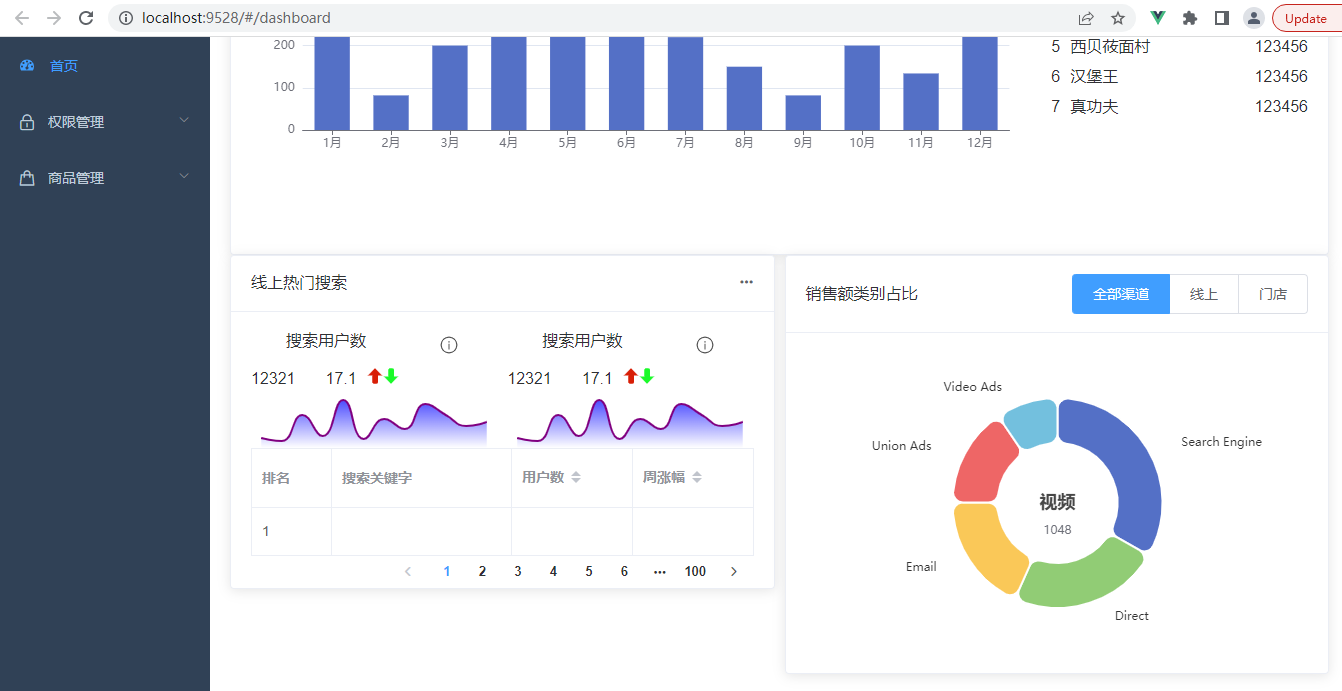 localhost:9528/#/dashboard
Update
首页
权限管理
商品管理
200
100
0
1月 2月 3月 4月 5月 6月 7月 8月 9月 10月 11月 12月
5 西贝莜面村 123456
6 汉堡王 123456
7 真功夫 123456
线上热门搜索
搜索用户数 搜索用户数
12321 17.1 12321 17.1
排名 搜索关键字 用户数 周涨幅
1
1 2 3 4 5 6 ••• 100
销售额类别占比
全部渠道 线上 门店
Video Ads
Search Engine
Union Ads
视频
1048
Email
Direct